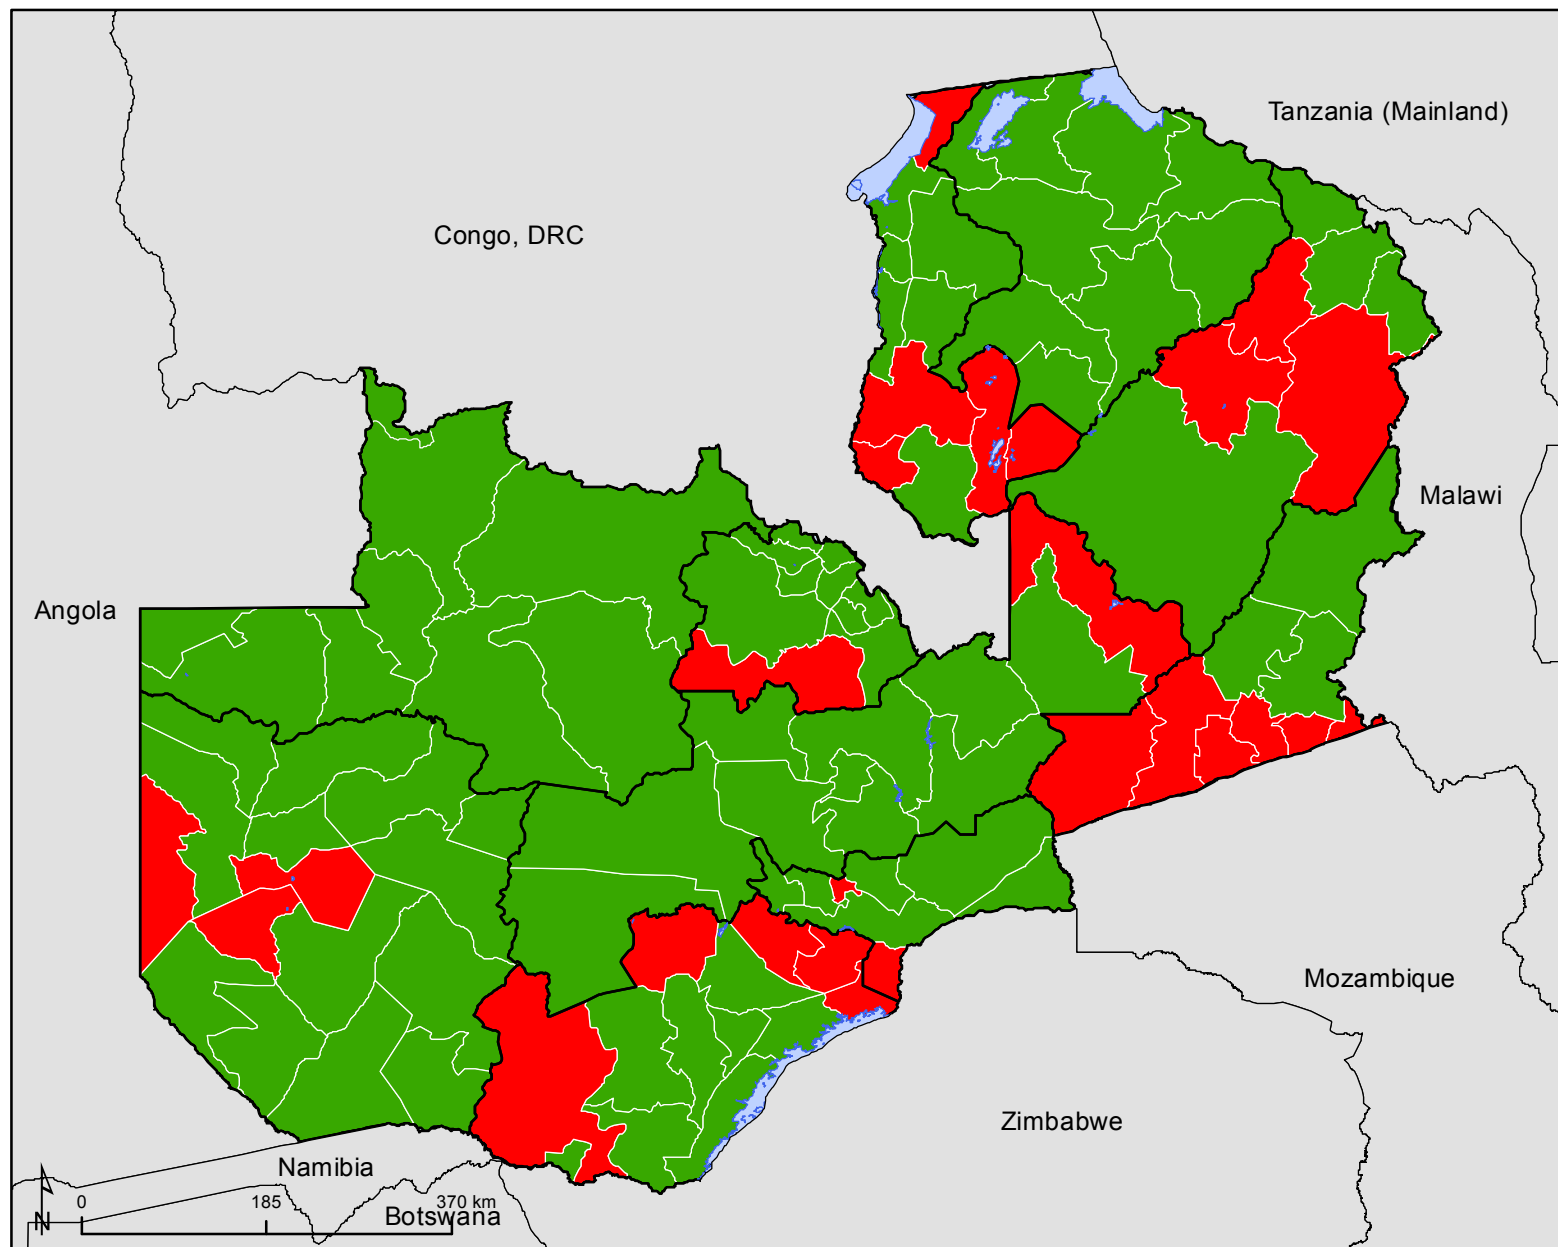 Tanzania (Mainland)
Congo, DRC
Malawi
Angola
Mozambique
Zimbabwe
Namibia
Botswana
N
0 185 370 km